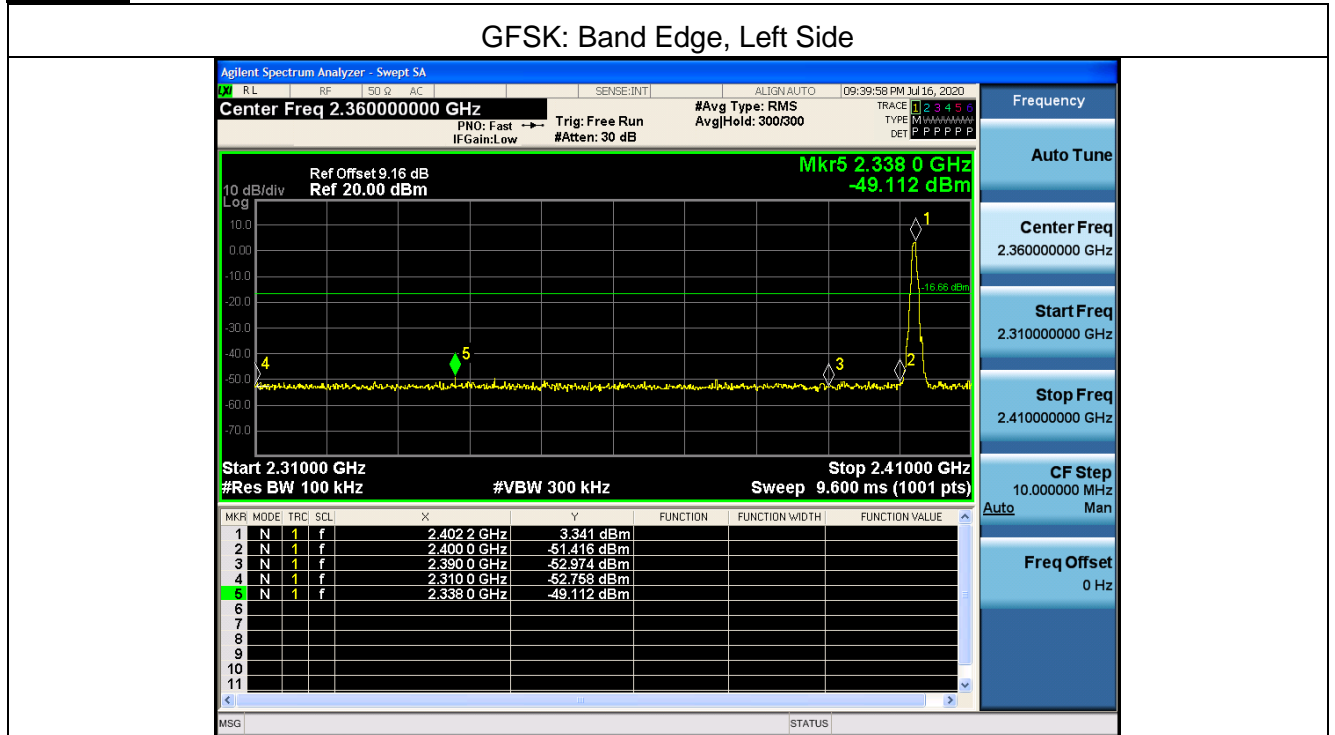 GFSK: Band Edge, Left Side
Agilent Spectrum Analyzer - Swept SA
LXI RL RF 50 Ω AC SENSE:INT ALIGN AUTO 09:39:58 PM Jul 16, 2020
Center Freq 2.360000000 GHz #Avg Type: RMS TRACE 1 2 3 4 5 6
PNO: Fast Trig: Free Run Avg|Hold: 300/300 TYPE M
IFGain:Low #Atten: 30 dB DET P P P P P P
Frequency
Auto Tune
Center Freq
2.360000000 GHz
Start Freq
2.310000000 GHz
Stop Freq
2.410000000 GHz
CF Step
10.000000 MHz
Auto Man
Freq Offset
0 Hz
Mkr5 2.338 0 GHz
-49.112 dBm
Ref Offset 9.16 dB
10 dB/div Ref 20.00 dBm
Log
10.0
0.00
-10.0
-20.0
-30.0
-40.0
-50.0
-60.0
-70.0
1
-16.66 dBm
4
5
3
2
Start 2.31000 GHz Stop 2.41000 GHz
#Res BW 100 kHz #VBW 300 kHz Sweep 9.600 ms (1001 pts)
MKR MODE TRC SCL X Y FUNCTION FUNCTION WIDTH FUNCTION VALUE
1 N 1 f 2.402 2 GHz 3.341 dBm
2 N 1 f 2.400 0 GHz -51.416 dBm
3 N 1 f 2.390 0 GHz -52.974 dBm
4 N 1 f 2.310 0 GHz -52.758 dBm
5 N 1 f 2.338 0 GHz -49.112 dBm
6
7
8
9
10
11
MSG STATUS